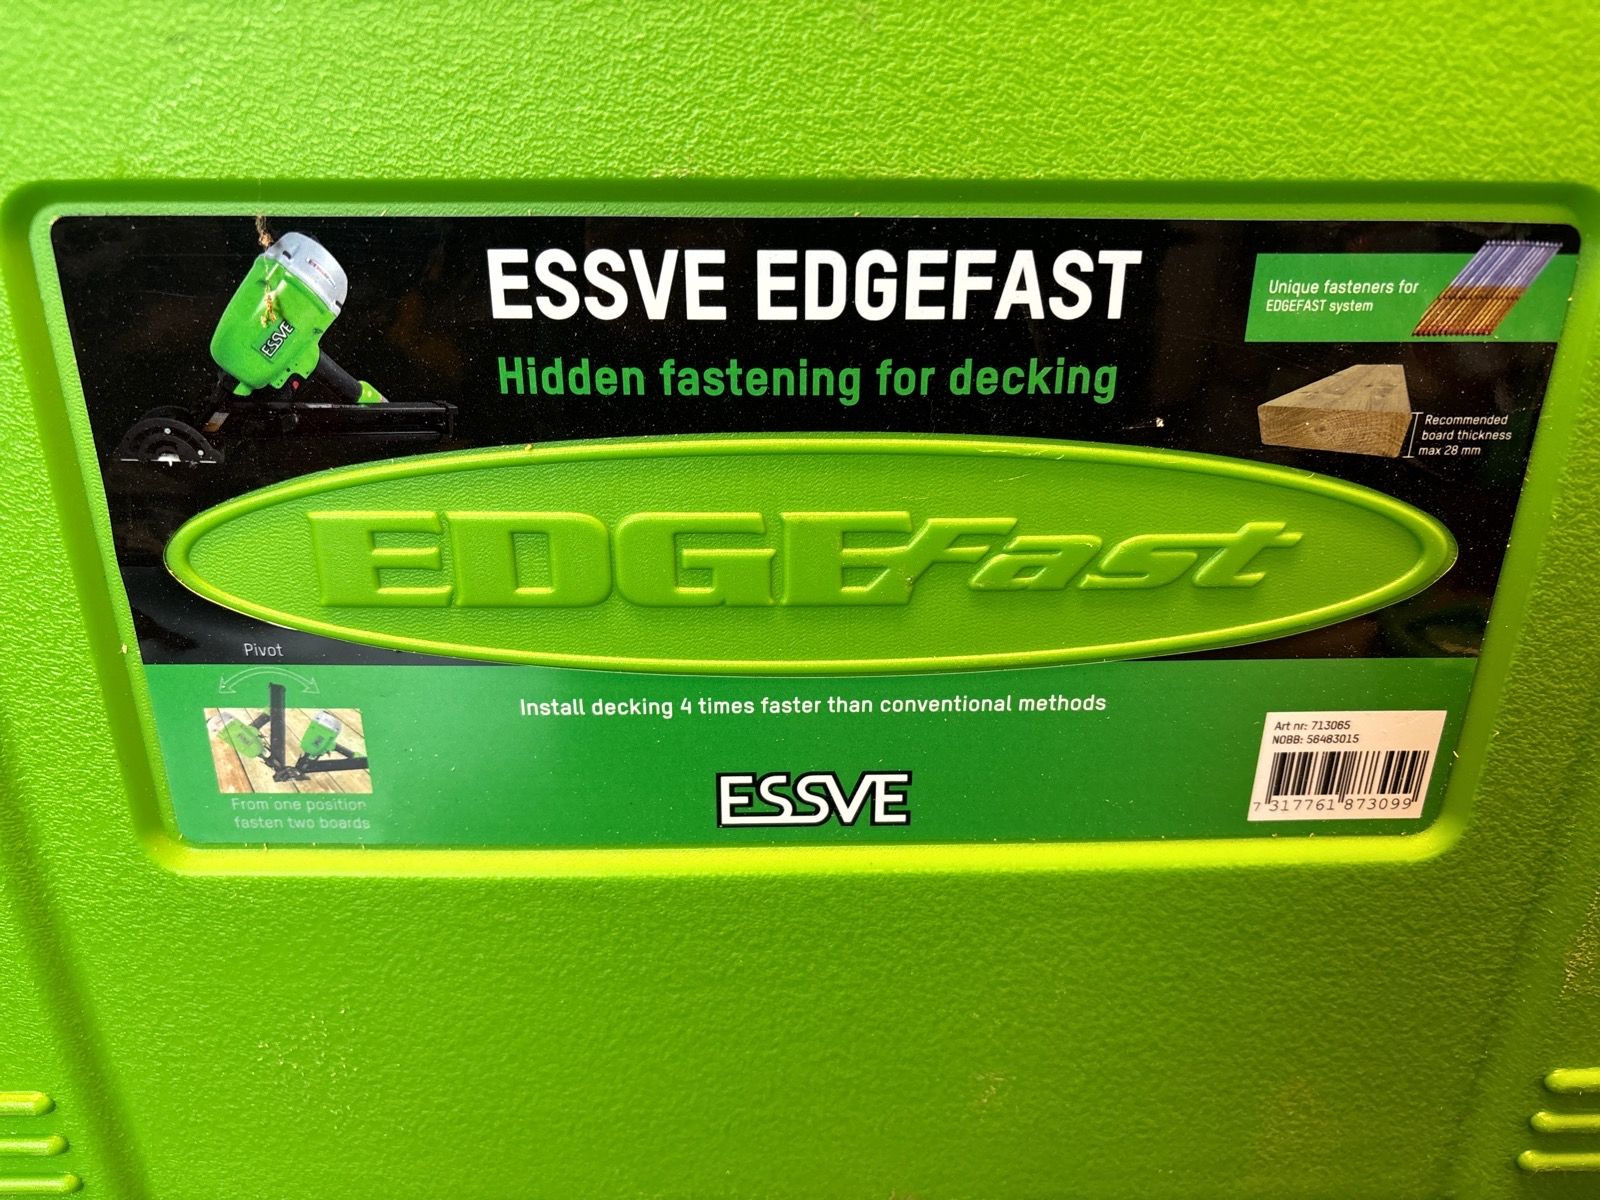 ESSVE EDGEFAST
Hidden fastening for decking
ESSVE
Unique fasteners for
EDGEFAST system
Recommended
board thickness
max 28 mm
EDGEFast
Pivot
From one position
fasten two boards
Install decking 4 times faster than conventional methods
ESSVE
Art nr: 713065
NOBB: 56483015
7 317761 873099